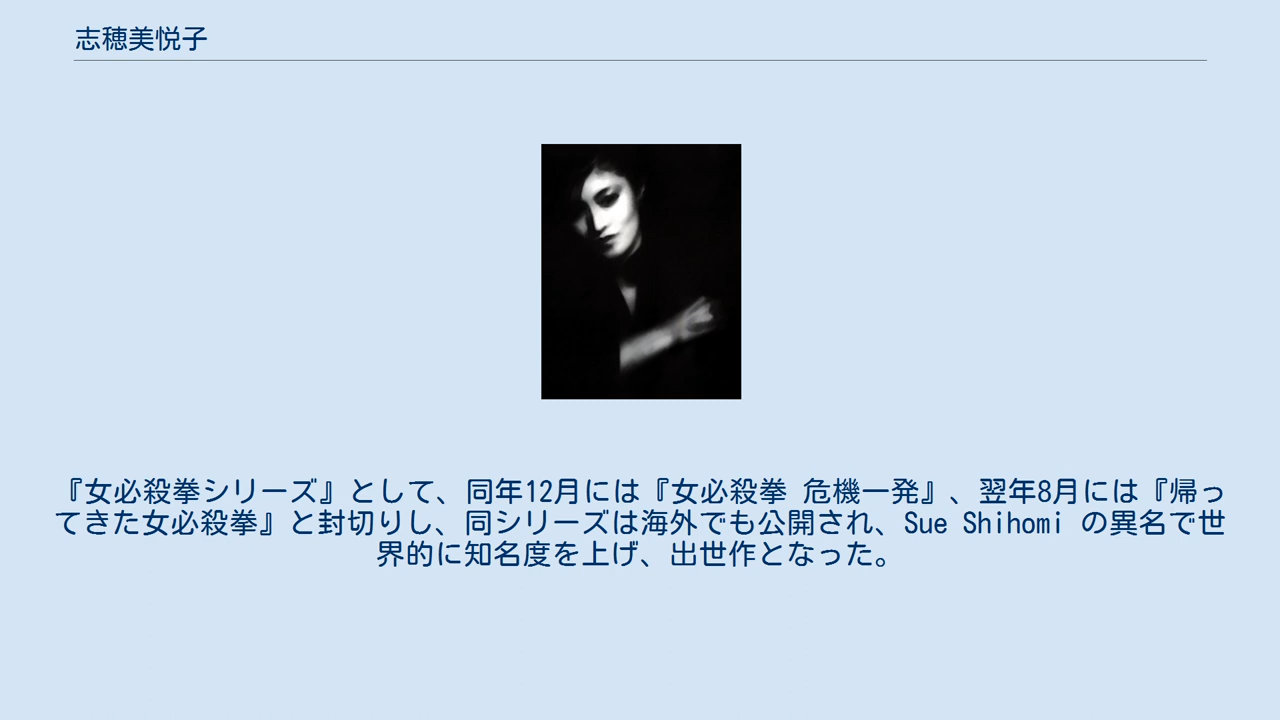 志穂美悦子
『女必殺拳シリーズ』として、同年12月には『女必殺拳 危機一発』、翌年8月には『帰っ
てきた女必殺拳』と封切りし、同シリーズは海外でも公開され、Sue Shihomi の異名で世
界的に知名度を上げ、出世作となった。